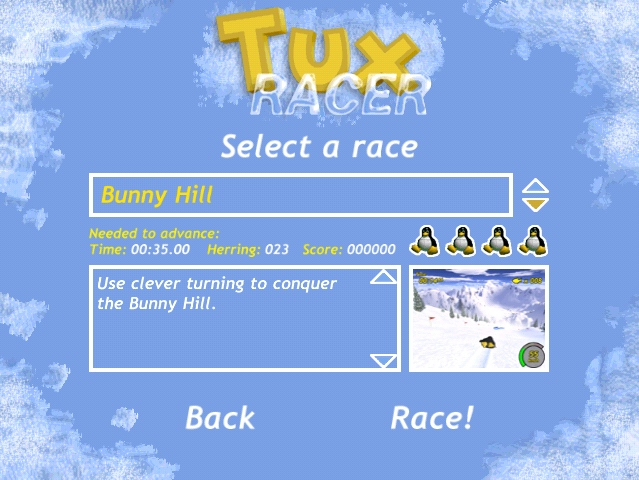 Tux
RACER
Select a race
Bunny Hill
Needed to advance:
Time: 00:35.00 Herring: 023 Score: 000000
Use clever turning to conquer
the Bunny Hill.
Back Race!